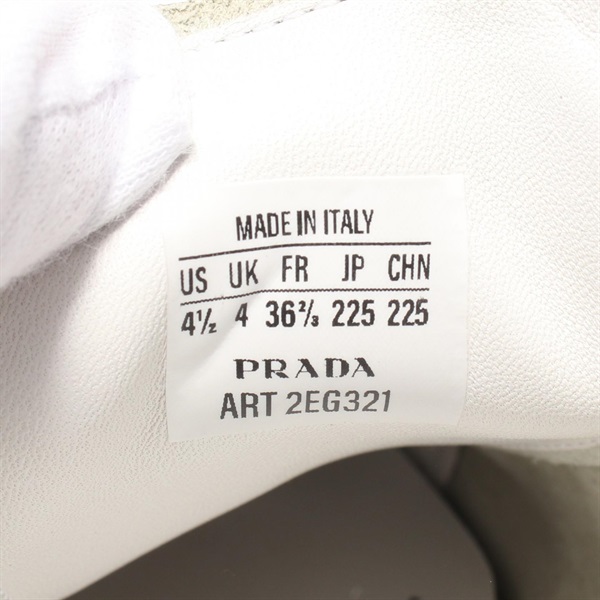 MADE IN ITALY
US UK FR JP CHN
4½ 4 36⅔ 225 225
PRADA
ART 2EG321